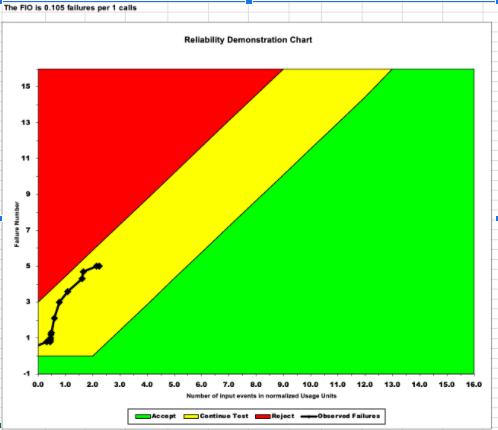 The FIO is 0.105 failures per 1 calls
Reliability Demonstration Chart
15
13
11
9
7
5
3
1
-1
Failure Number
0.0 1.0 2.0 3.0 4.0 5.0 6.0 7.0 8.0 9.0 10.0 11.0 12.0 13.0 14.0 15.0 16.0
Number of Input events in normalized Usage Units
Accept Continue Test Reject Observed Failures